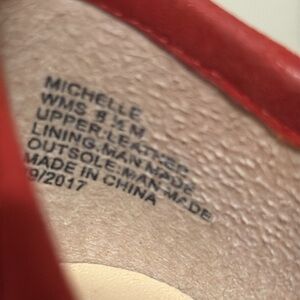 MICHELLE
WMS 8 ½ M
UPPER:LEATHER
LINING:MAN MADE
OUTSOLE:MAN-MADE
MADE IN CHINA
9/2017